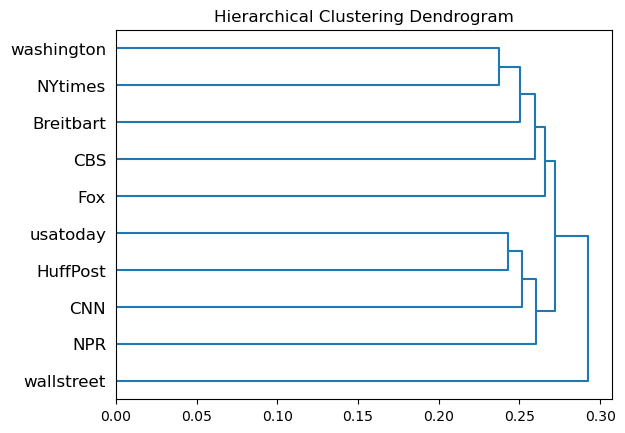 Hierarchical Clustering Dendrogram
washington
NYtimes
Breitbart
CBS
Fox
usatoday
HuffPost
CNN
NPR
wallstreet
0.00 0.05 0.10 0.15 0.20 0.25 0.30